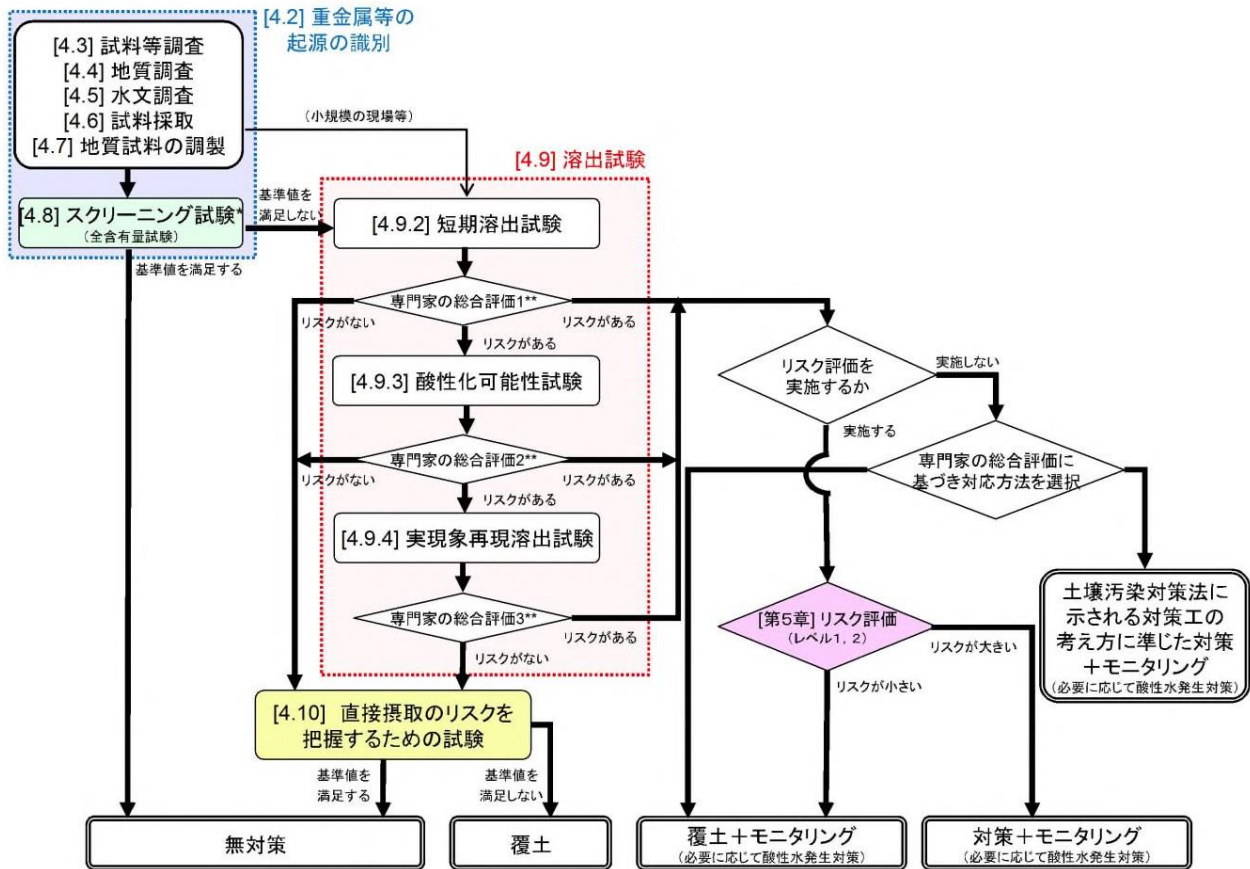 [4.2] 重金属等の
起源の識別
[4.3] 試料等調査
[4.4] 地質調査
[4.5] 水文調査
[4.6] 試料採取
[4.7] 地質試料の調製
（小規模の現場等）
[4.9] 溶出試験
[4.8] スクリーニング試験*
（全含有量試験）
基準値を
満足しない
基準値を満足する
[4.9.2] 短期溶出試験
専門家の総合評価1**
リスクがない
リスクがある
リスクがある
[4.9.3] 酸性化可能性試験
専門家の総合評価2**
リスクがない
リスクがある
リスクがある
[4.9.4] 実現象再現溶出試験
専門家の総合評価3**
リスクがある
リスクがない
リスク評価を
実施するか
実施しない
実施する
専門家の総合評価に
基づき対応方法を選択
[第5章] リスク評価
（レベル1，2）
リスクが大きい
リスクが小さい
土壌汚染対策法に
示される対策工の
考え方に準じた対策
＋モニタリング
（必要に応じて酸性水発生対策）
[4.10] 直接摂取のリスクを
把握するための試験
基準値を
満足する
基準値を
満足しない
無対策
覆土
覆土＋モニタリング
（必要に応じて酸性水発生対策）
対策＋モニタリング
（必要に応じて酸性水発生対策）